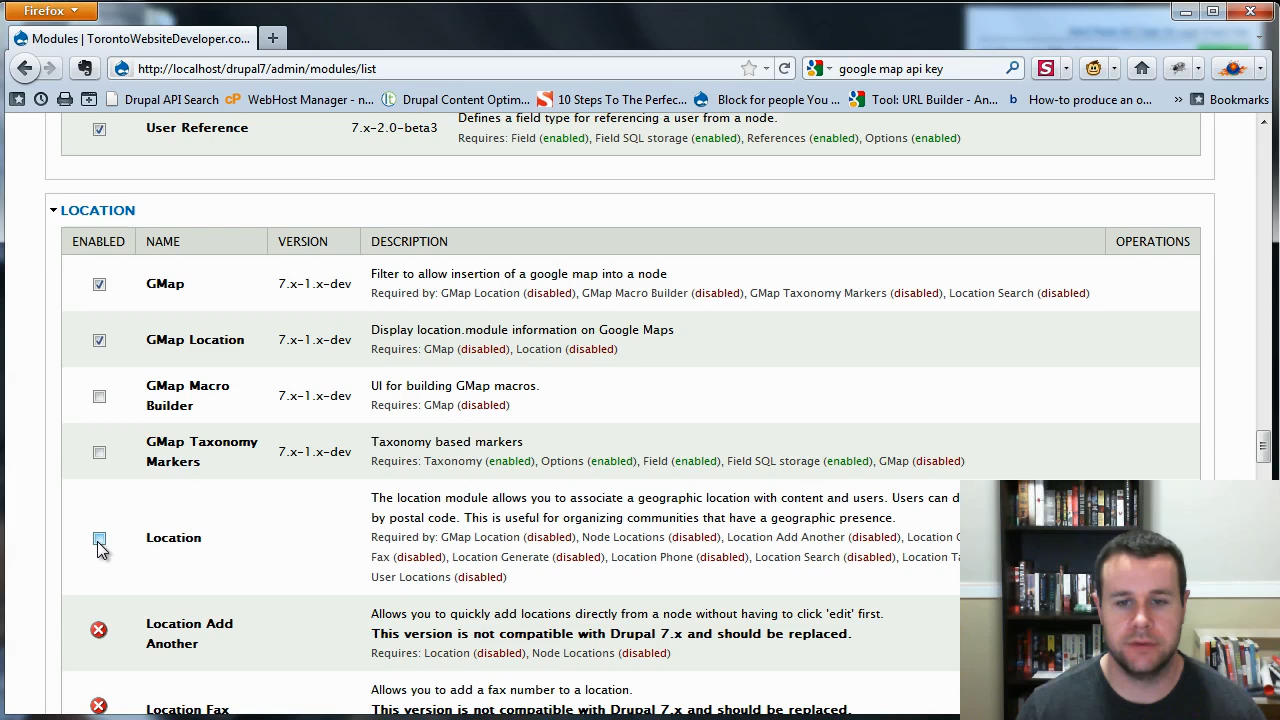 Firefox
Modules | TorontoWebsiteDeveloper.co...
http://localhost/drupal7/admin/modules/list
google map api key
Drupal API Search
WebHost Manager - n...
Drupal Content Optim...
10 Steps To The Perfec...
Block for people You ...
Tool: URL Builder - An...
How-to produce an o...
Bookmarks
User Reference 7.x-2.0-beta3 Defines a field type for referencing a user from a node.
Requires: Field (enabled), Field SQL storage (enabled), References (enabled), Options (enabled)
LOCATION
ENABLED NAME VERSION DESCRIPTION OPERATIONS
GMap 7.x-1.x-dev Filter to allow insertion of a google map into a node
Required by: GMap Location (disabled), GMap Macro Builder (disabled), GMap Taxonomy Markers (disabled), Location Search (disabled)
GMap Location 7.x-1.x-dev Display location.module information on Google Maps
Requires: GMap (disabled), Location (disabled)
GMap Macro Builder 7.x-1.x-dev UI for building GMap macros.
Requires: GMap (disabled)
GMap Taxonomy Markers 7.x-1.x-dev Taxonomy based markers
Requires: Taxonomy (enabled), Options (enabled), Field (enabled), Field SQL storage (enabled), GMap (disabled)
Location The location module allows you to associate a geographic location with content and users. Users can d
by postal code. This is useful for organizing communities that have a geographic presence.
Required by: GMap Location (disabled), Node Locations (disabled), Location Add Another (disabled), Location
Fax (disabled), Location Generate (disabled), Location Phone (disabled), Location Search (disabled), Location Ta
User Locations (disabled)
Location Add Another Allows you to quickly add locations directly from a node without having to click 'edit' first.
This version is not compatible with Drupal 7.x and should be replaced.
Requires: Location (disabled), Node Locations (disabled)
Location Fax Allows you to add a fax number to a location.
This version is not compatible with Drupal 7.x and should be replaced.